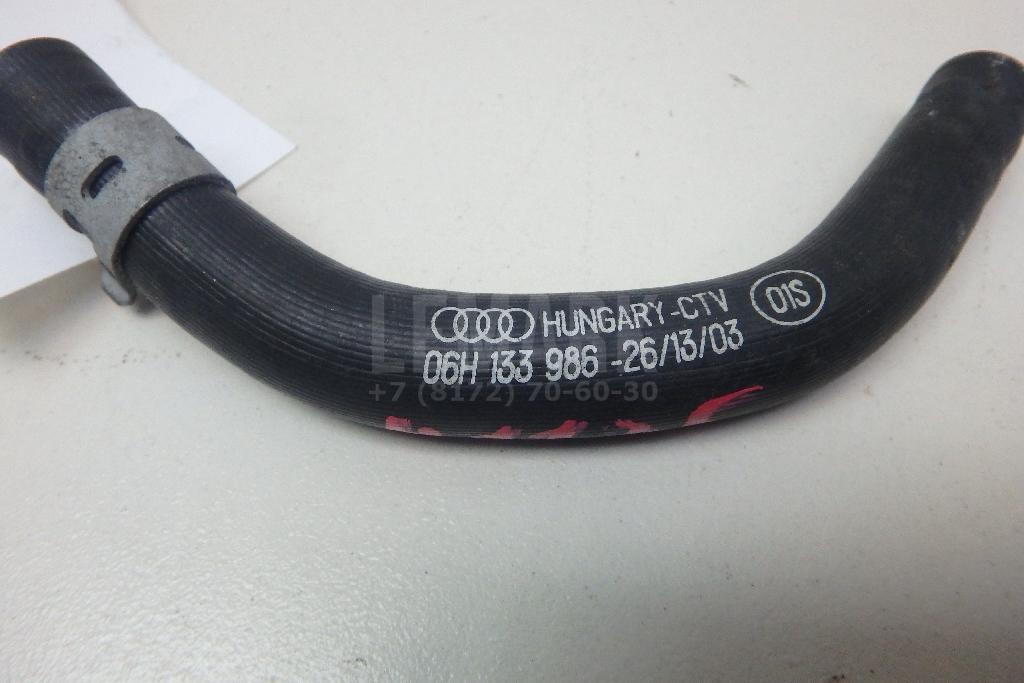 HUNGARY-CTV 01S
06H 133 986 -26/13/03
+7 (8172) 70-60-30